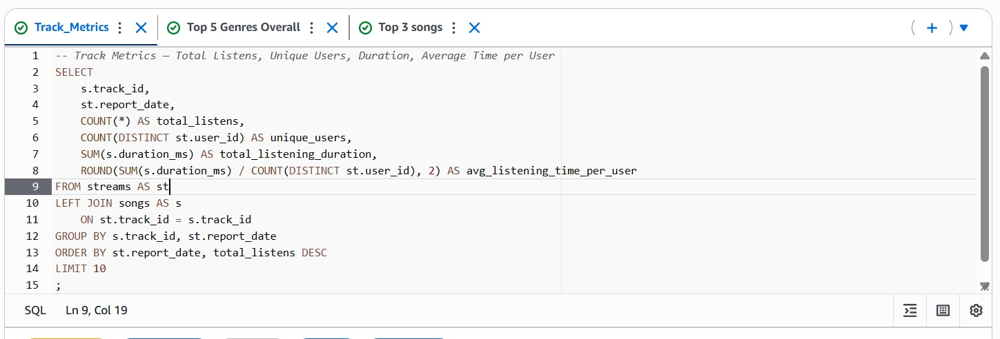 Track_Metrics Top 5 Genres Overall Top 3 songs
1 -- Track Metrics – Total Listens, Unique Users, Duration, Average Time per User
2 SELECT
3     s.track_id,
4     st.report_date,
5     COUNT(*) AS total_listens,
6     COUNT(DISTINCT st.user_id) AS unique_users,
7     SUM(s.duration_ms) AS total_listening_duration,
8     ROUND(SUM(s.duration_ms) / COUNT(DISTINCT st.user_id), 2) AS avg_listening_time_per_user
9 FROM streams AS st
10 LEFT JOIN songs AS s
11     ON st.track_id = s.track_id
12 GROUP BY s.track_id, st.report_date
13 ORDER BY st.report_date, total_listens DESC
14 LIMIT 10
15 ;
SQL Ln 9, Col 19